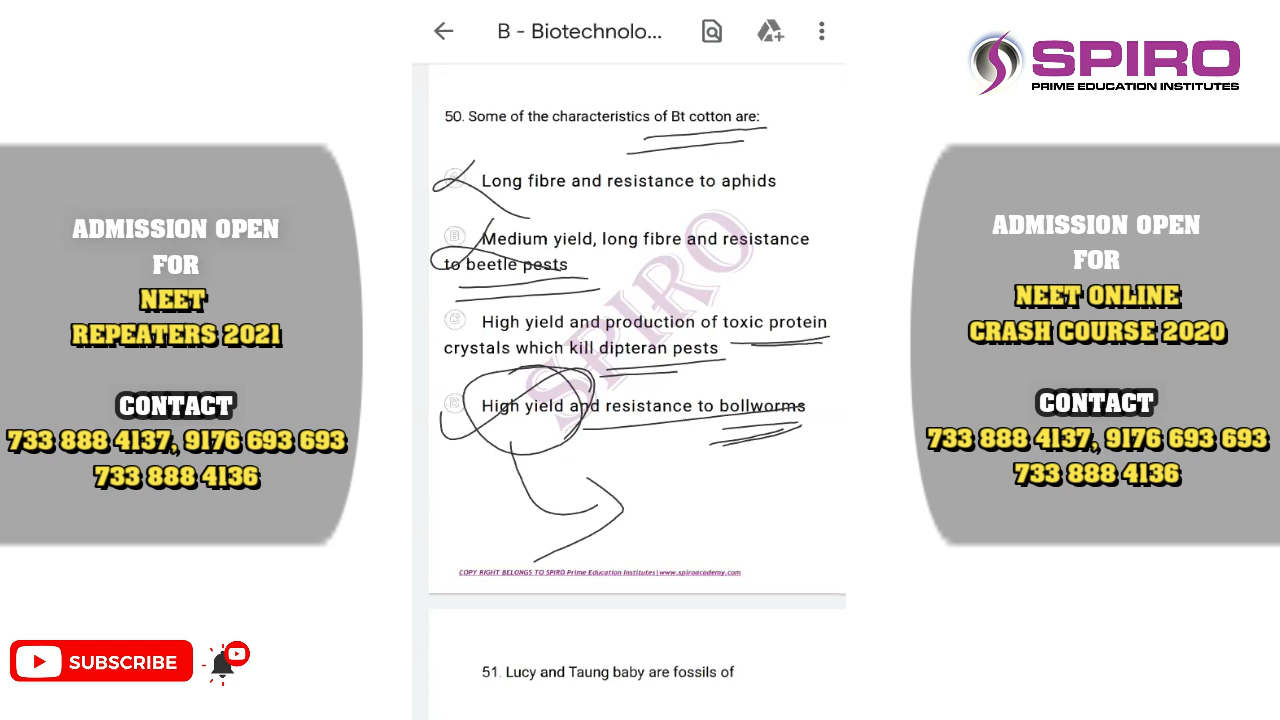 B - Biotechnolo...
SPIRO
PRIME EDUCATION INSTITUTES
ADMISSION OPEN
FOR
NEET
REPEATERS 2021
CONTACT
733 888 4137, 9176 693 693
733 888 4136
50. Some of the characteristics of Bt cotton are:
A Long fibre and resistance to aphids
B Medium yield, long fibre and resistance
to beetle pests
C High yield and production of toxic protein
crystals which kill dipteran pests
D High yield and resistance to bollworms
SPIRO
COPY RIGHT BELONGS TO SPIRO Prime Education Institutes|www.spiroacademy.com
51. Lucy and Taung baby are fossils of
ADMISSION OPEN
FOR
NEET ONLINE
CRASH COURSE 2020
CONTACT
733 888 4137, 9176 693 693
733 888 4136
SUBSCRIBE